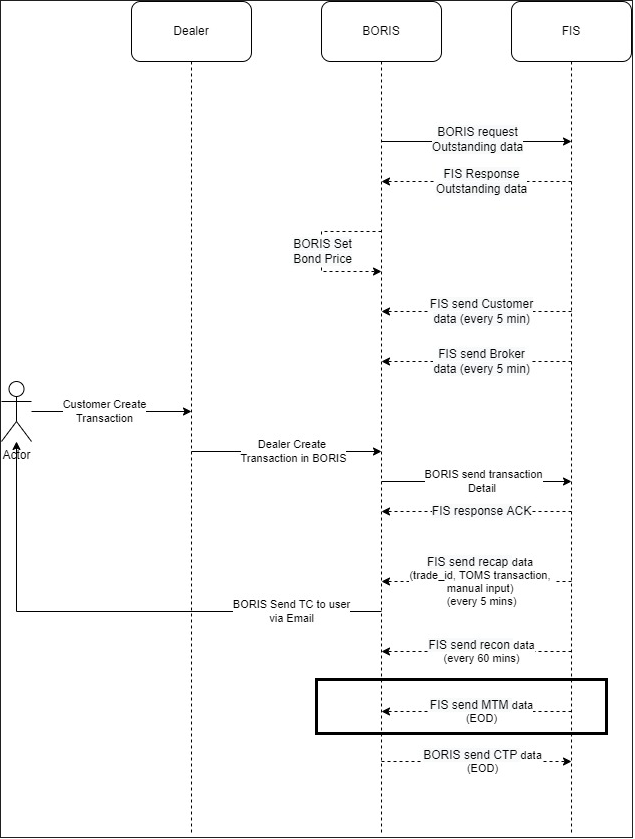 Dealer
BORIS
FIS
BORIS request
Outstanding data
FIS Response
Outstanding data
BORIS Set
Bond Price
FIS send Customer
data (every 5 min)
FIS send Broker
data (every 5 min)
Customer Create
Transaction
Actor
Dealer Create
Transaction in BORIS
BORIS send transaction
Detail
FIS response ACK
FIS send recap data
(trade_id, TOMS transaction,
manual input)
(every 5 mins)
BORIS Send TC to user
via Email
FIS send recon data
(every 60 mins)
FIS send MTM data
(EOD)
BORIS send CTP data
(EOD)